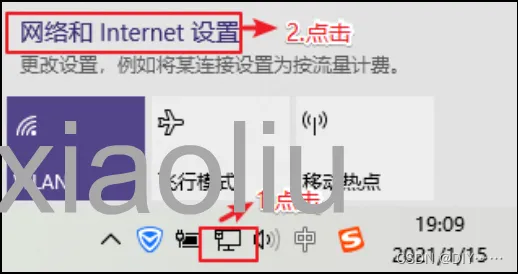 网络和 Internet 设置 2.点击
更改设置，例如将某连接设置为按流量计费。
xiaoliu
WLAN 飞行模式 移动热点
1.点击
中 S 19:09
2021/1/15
CSDN @DIY……